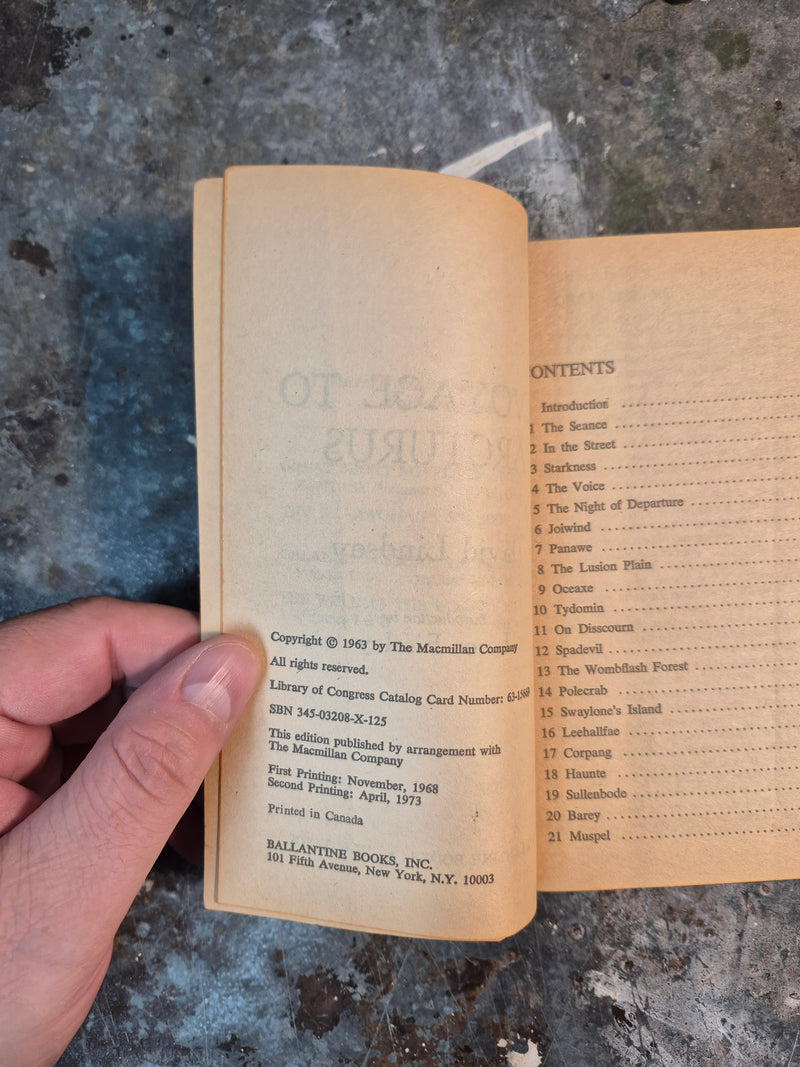 Copyright © 1963 by The Macmillan Company
All rights reserved.
Library of Congress Catalog Card Number:
SBN 345-03208-X-125
This edition published by arrangement with
The Macmillan Company
First Printing: November, 1968
Second Printing: April, 1973
Printed in Canada
BALLANTINE BOOKS, INC.
101 Fifth Avenue, New York, N.Y. 10003
ONTENTS
Introduction
1 The Seance
2 In the Street
3 Starkness
4 The Voice
5 The Night of Departure
6 Joiwind
7 Panawe
8 The Lusion Plain
9 Oceaxe
10 Tydomin
11 On Disscourn
12 Spadevil
13 The Wombflash Forest
14 Polecrab
15 Swaylone's Island
16 Leehallfae
17 Corpang
18 Haunte
19 Sullenbode
20 Barey
21 Muspel